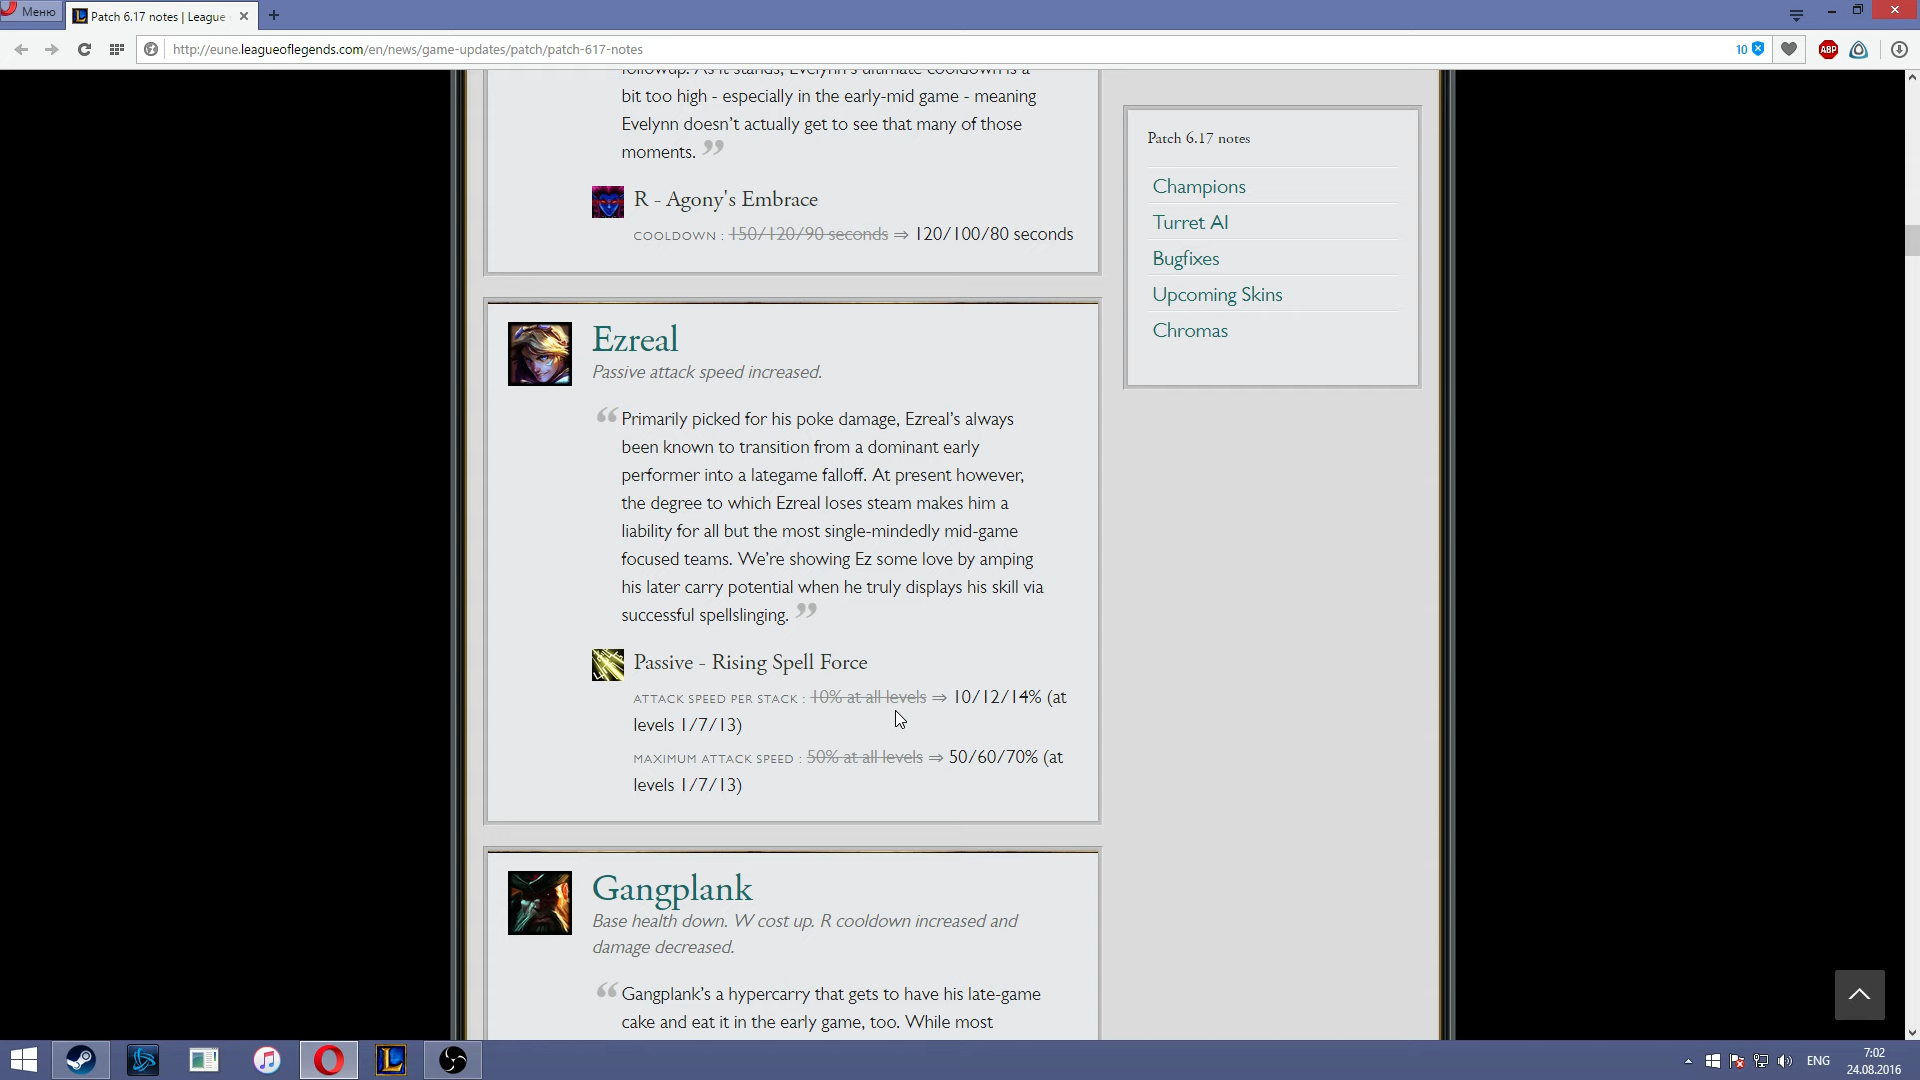 Меню
Patch 6.17 notes | League
http://eune.leagueoflegends.com/en/news/game-updates/patch/patch-617-notes
10
ABP
followup. As it stands, Evelynn's ultimate cooldown is a
bit too high - especially in the early-mid game - meaning
Evelynn doesn’t actually get to see that many of those
moments. ”
R - Agony's Embrace
COOLDOWN : 150/120/90 seconds ⇒ 120/100/80 seconds
Ezreal
Passive attack speed increased.
“ Primarily picked for his poke damage, Ezreal’s always
been known to transition from a dominant early
performer into a lategame falloff. At present however,
the degree to which Ezreal loses steam makes him a
liability for all but the most single-mindedly mid-game
focused teams. We’re showing Ez some love by amping
his later carry potential when he truly displays his skill via
successful spellslinging. ”
Passive - Rising Spell Force
ATTACK SPEED PER STACK : 10% at all levels ⇒ 10/12/14% (at
levels 1/7/13)
MAXIMUM ATTACK SPEED : 50% at all levels ⇒ 50/60/70% (at
levels 1/7/13)
Gangplank
Base health down. W cost up. R cooldown increased and
damage decreased.
“ Gangplank’s a hypercarry that gets to have his late-game
cake and eat it in the early game, too. While most
Patch 6.17 notes
Champions
Turret AI
Bugfixes
Upcoming Skins
Chromas
ENG
7:02
24.08.2016